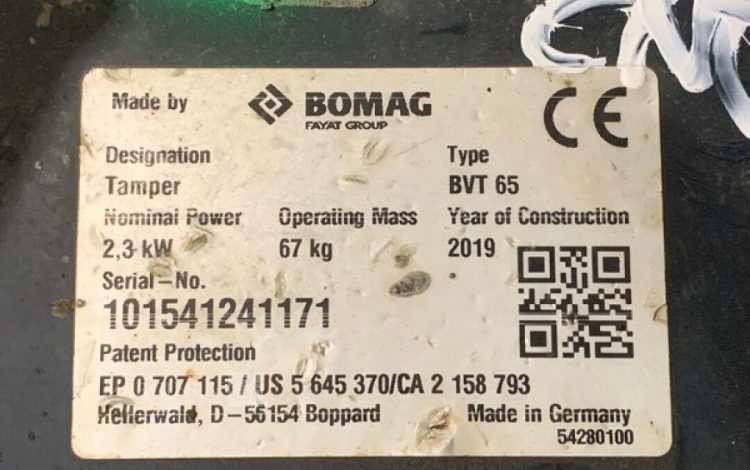 Made by BOMAG
FAYAT GROUP
CE
Designation Type
Tamper BVT 65
Nominal Power Operating Mass Year of Construction
2,3 kW 67 kg 2019
Serial-No.
101541241171
Patent Protection
EP 0 707 115 / US 5 645 370/CA 2 158 793
Hellerwald, D-56154 Boppard Made in Germany
54280100